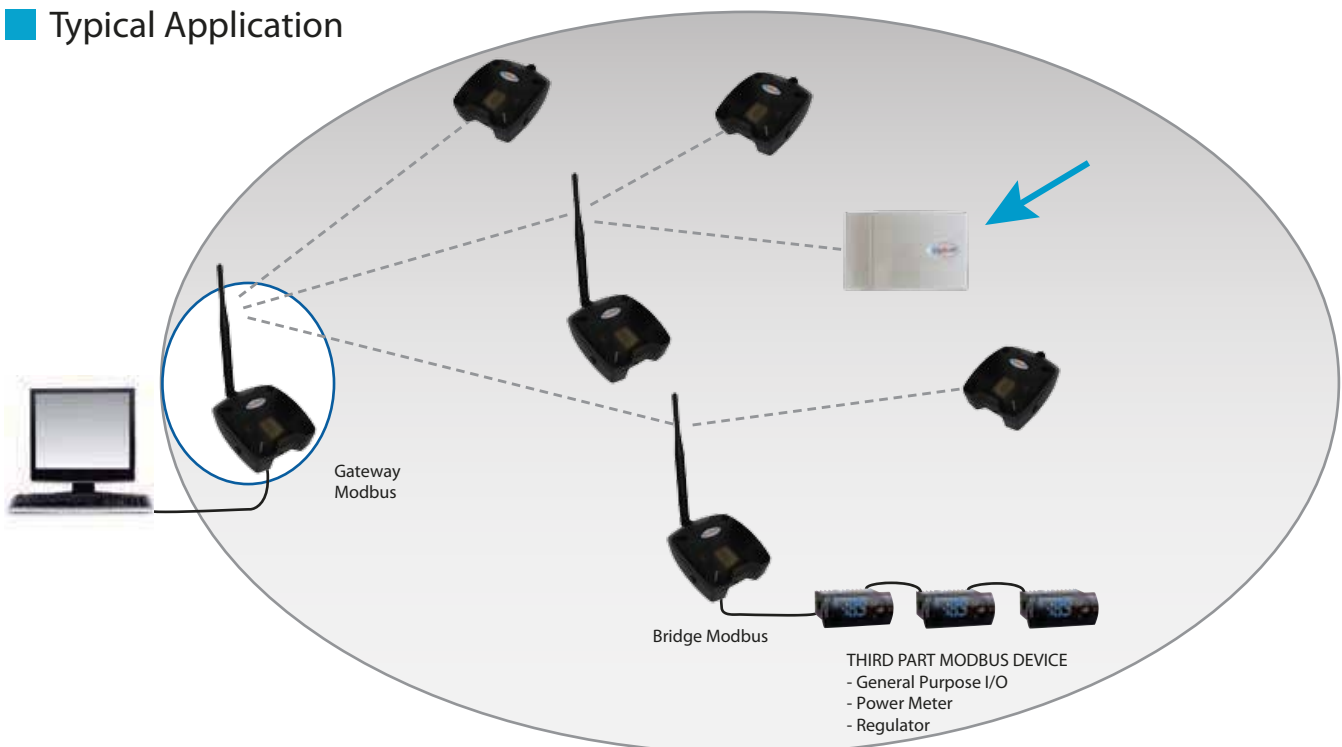 Typical Application
Gateway
Modbus
Bridge Modbus
THIRD PART MODBUS DEVICE
- General Purpose I/O
- Power Meter
- Regulator